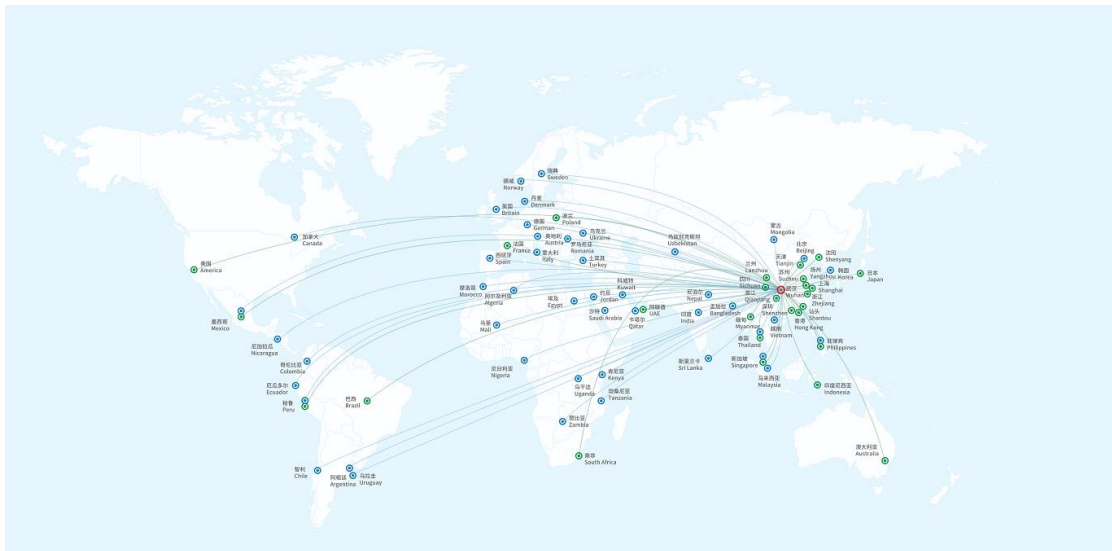 瑞典
Sweden
挪威
Norway
丹麦
Denmark
英国
Britain
波兰
Poland
德国
German
乌克兰
Ukraine
奥地利
Austria
罗马尼亚
Romania
法国
France
意大利
Italy
西班牙
Spain
土耳其
Turkey
乌兹别克斯坦
Uzbekistan
蒙古
Mongolia
北京
Beijing
天津
Tianjin
沈阳
Shenyang
加拿大
Canada
美国
America
兰州
Lanzhou
苏州
Suzhou
扬州
Yangzhou
韩国
Korea
日本
Japan
四川
Sichuan
武汉
Wuhan
上海
Shanghai
浙江
Zhejiang
Qianjiang
深圳
Shenzhen
汕头
Shantou
香港
Hong Kong
摩洛哥
Morocco
阿尔及利亚
Algeria
埃及
Egypt
约旦
Jordan
科威特
Kuwait
沙特
Saudi Arabia
卡塔尔
Qatar
阿联酋
UAE
尼泊尔
Nepal
印度
India
孟加拉
Bangladesh
缅甸
Myanmar
越南
Vietnam
泰国
Thailand
菲律宾
Philippines
墨西哥
Mexico
尼加拉瓜
Nicaragua
哥伦比亚
Colombia
厄瓜多尔
Ecuador
秘鲁
Peru
巴西
Brazil
马里
Mali
尼日利亚
Nigeria
乌干达
Uganda
肯尼亚
Kenya
坦桑尼亚
Tanzania
斯里兰卡
Sri Lanka
新加坡
Singapore
马来西亚
Malaysia
印度尼西亚
Indonesia
赞比亚
Zambia
南非
South Africa
澳大利亚
Australia
智利
Chile
阿根廷
Argentina
乌拉圭
Uruguay